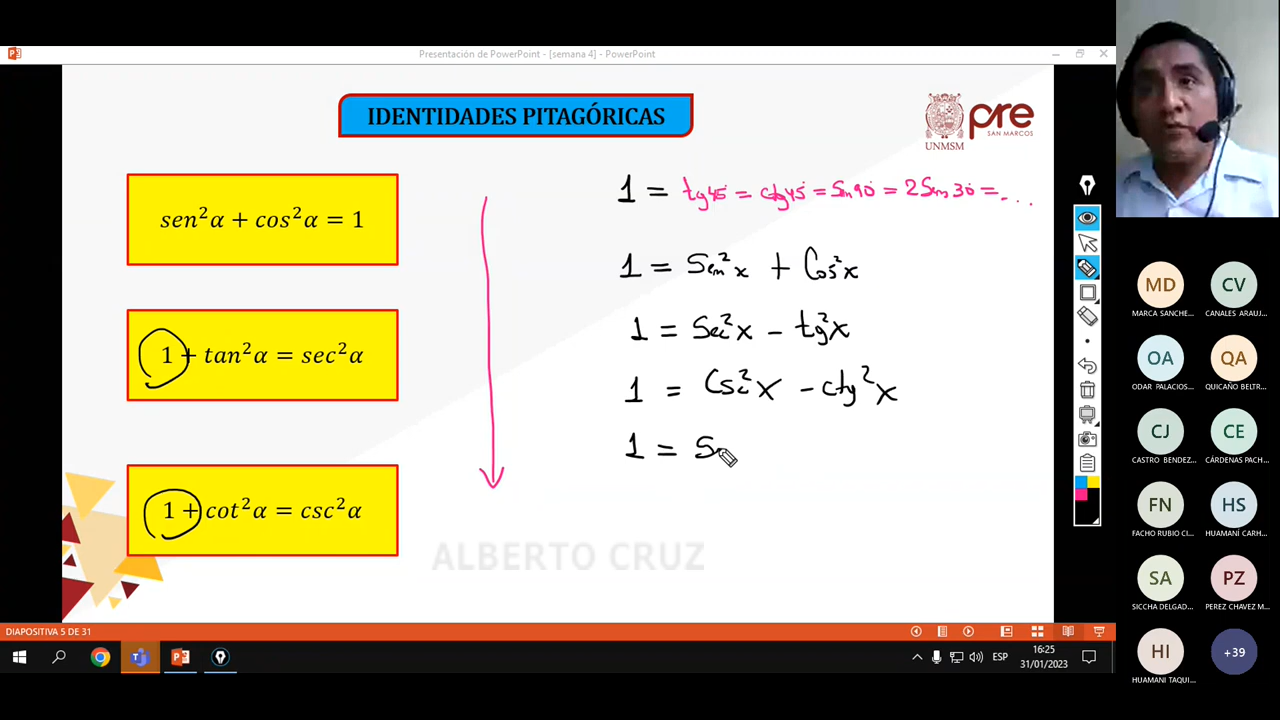 Presentación de PowerPoint - [semana 4] - PowerPoint
IDENTIDADES PITAGÓRICAS
UNMSM
pre
SAN MARCOS
sen²α + cos²α = 1
1 + tan²α = sec²α
1 + cot²α = csc²α
1 = tg45° = ctg45° = Sen90° = 2Sen30° = ...
1 = Sen²x + Cos²x
1 = Sec²x - tg²x
1 = Csc²x - ctg²x
1 = S
ALBERTO CRUZ
MD
CV
MARCA SANCHE...
CANALES ARAUJ...
OA
QA
ODAR PALACIOS...
QUICAÑO BELTR...
CJ
CE
CASTRO BENDEZ...
CÁRDENAS PACH...
FN
HS
FACHO RUBIO CI...
HUAMANÍ CARH...
SA
PZ
SICCHA DELGAD...
PEREZ CHAVEZ M...
HI
+39
HUAMANI TAQUI...
DIAPOSITIVA 5 DE 31
ESP
16:25
31/01/2023